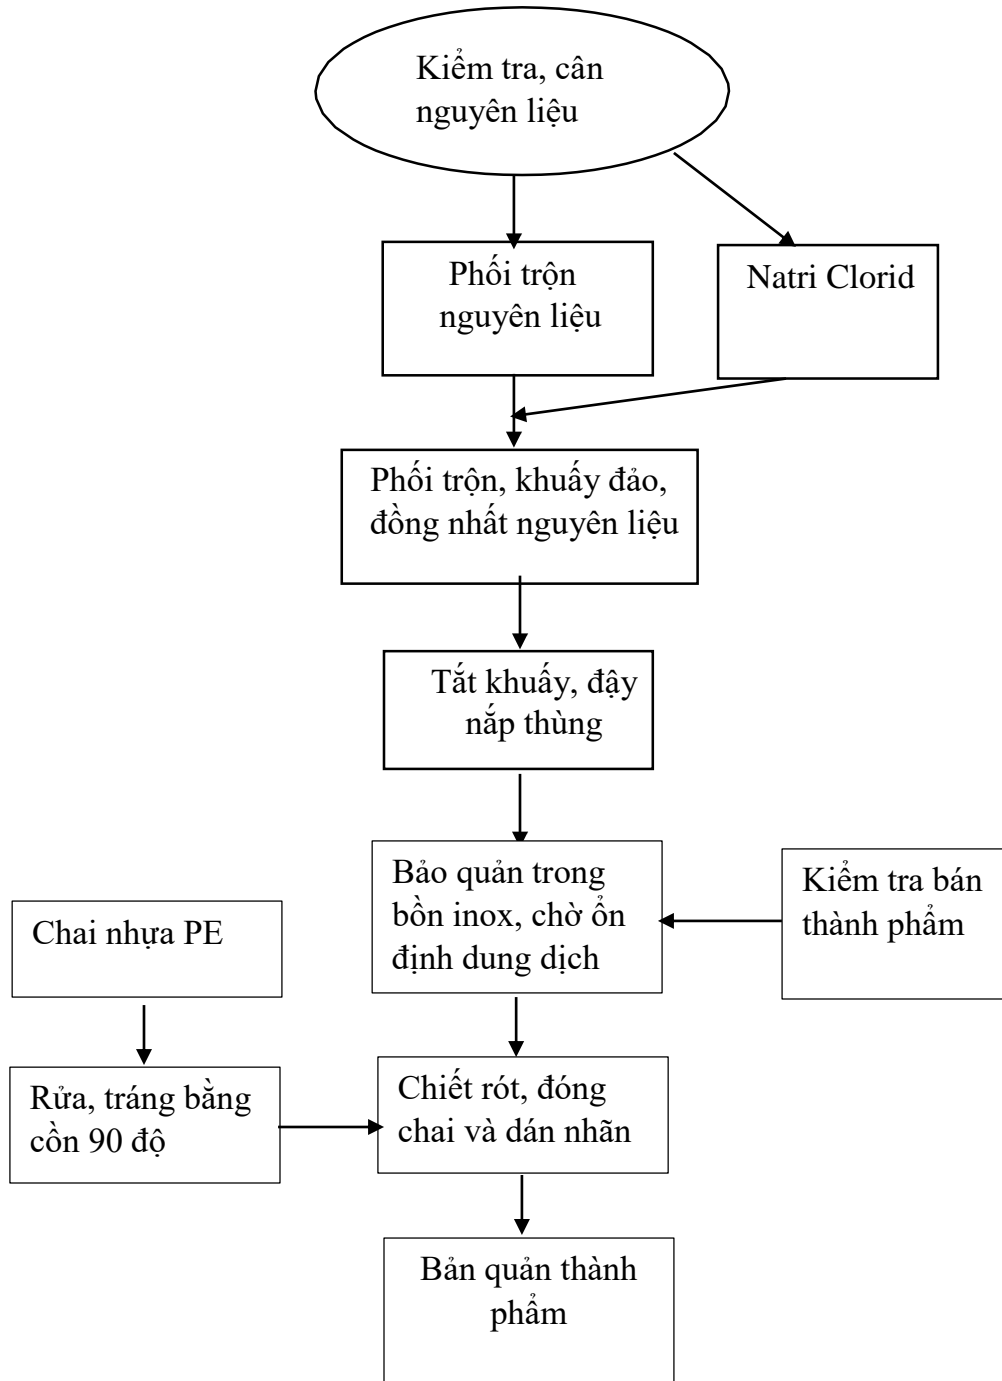 Kiểm tra, cân
nguyên liệu
Phối trộn
nguyên liệu
Natri Clorid
Phối trộn, khuấy đảo,
đồng nhất nguyên liệu
Tắt khuấy, đậy
nắp thùng
Bảo quản trong
bồn inox, chờ ổn
định dung dịch
Kiểm tra bán
thành phẩm
Chai nhựa PE
Rửa, tráng bằng
cồn 90 độ
Chiết rót, đóng
chai và dán nhãn
Bản quản thành
phẩm